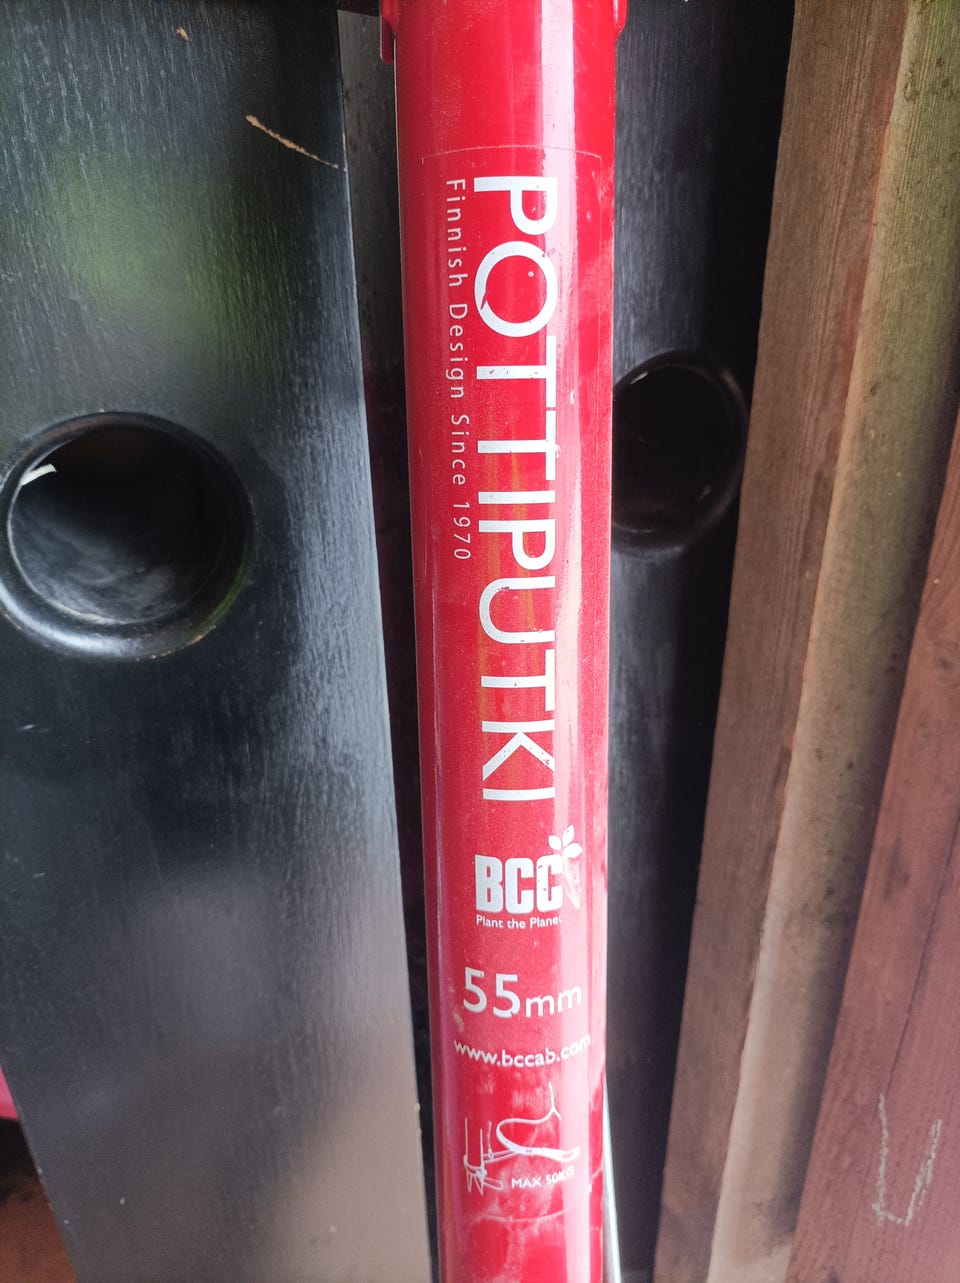 POTTIPUTKI
Finnish Design Since 1970
BCC
Plant the Planet
55mm
www.bccab.com
MAX 50KG